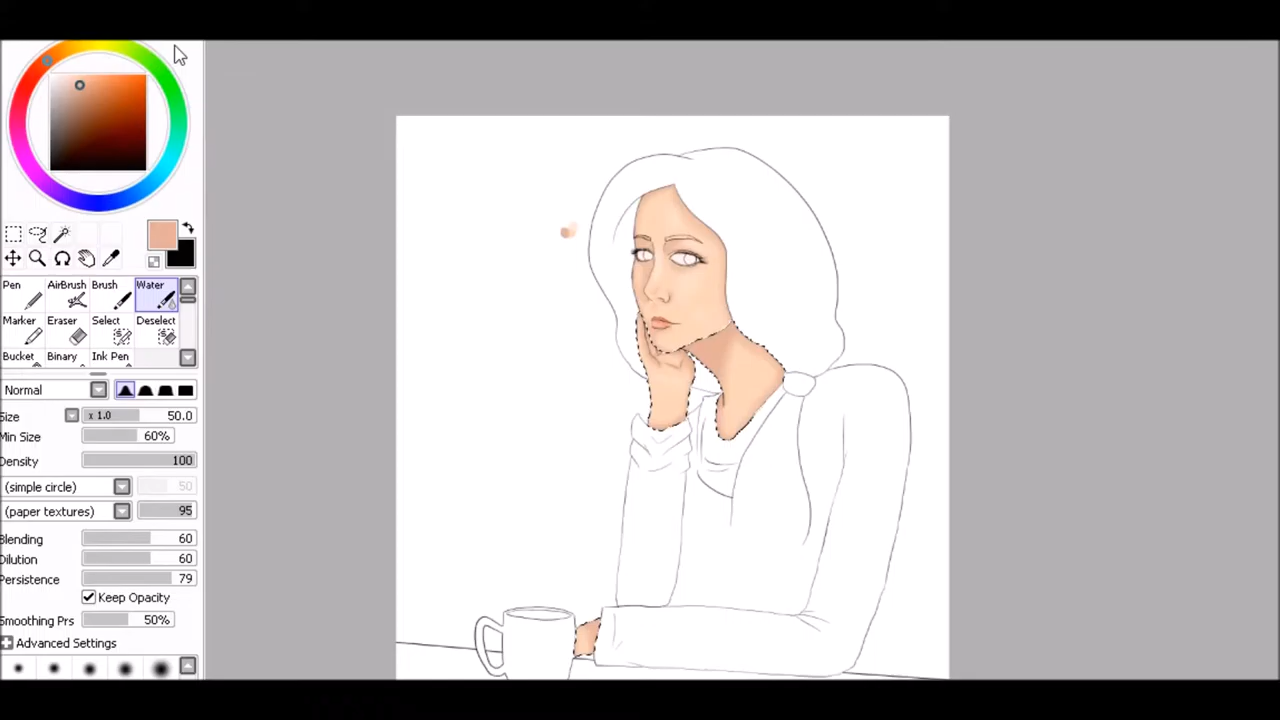 Pen AirBrush Brush Water
Marker Eraser Select Deselect
Bucket Binary Ink Pen
Normal
Size x 1.0 50.0
Min Size 60%
Density 100
(simple circle) 50
(paper textures) 95
Blending 60
Dilution 60
Persistence 79
Keep Opacity
Smoothing Prs 50%
Advanced Settings